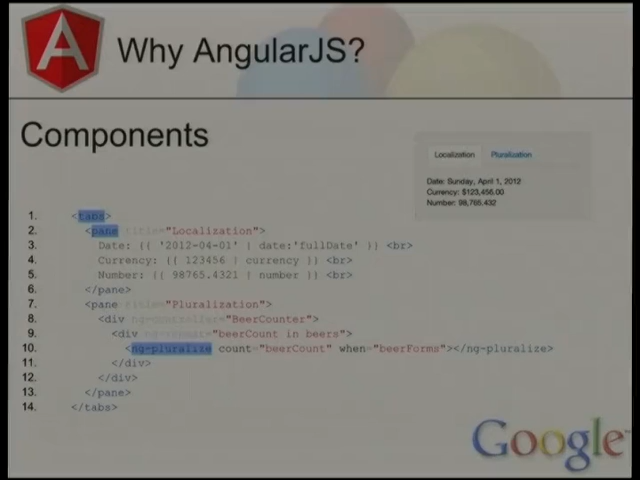 Why AngularJS?
Components
Localization Pluralization
Date: Sunday, April 1, 2012
Currency: $123,456.00
Number: 98,765.432
1. <tabs>
2. <pane title="Localization">
3. Date: {{ '2012-04-01' | date:'fullDate' }} <br>
4. Currency: {{ 123456 | currency }} <br>
5. Number: {{ 98765.4321 | number }} <br>
6. </pane>
7. <pane title="Pluralization">
8. <div ng-controller="BeerCounter">
9. <div ng-repeat="beerCount in beers">
10. <ng-pluralize count="beerCount" when="beerForms"></ng-pluralize>
11. </div>
12. </div>
13. </pane>
14. </tabs>
Google